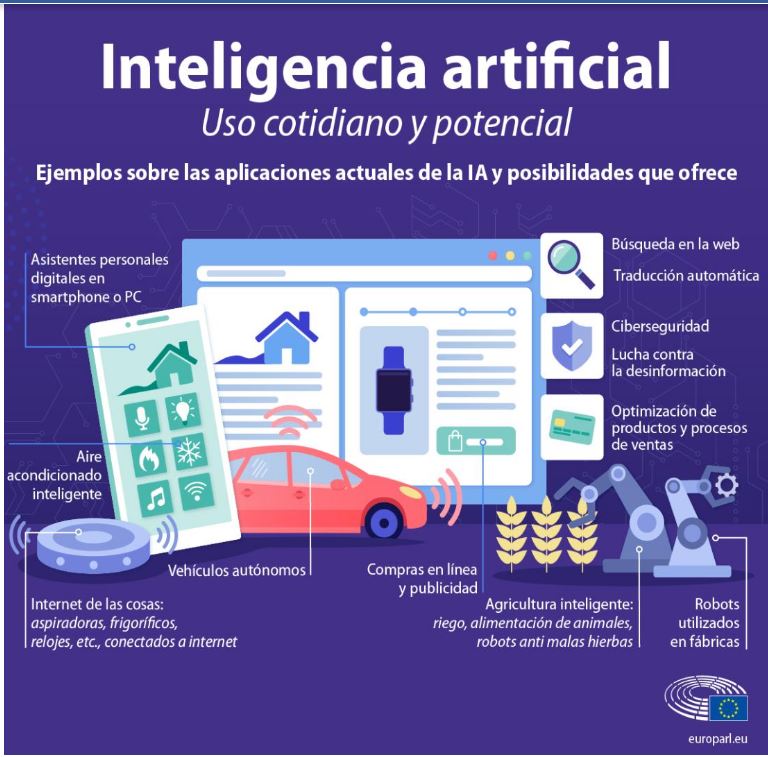 Inteligencia artificial
Uso cotidiano y potencial
Ejemplos sobre las aplicaciones actuales de la IA y posibilidades que ofrece
Asistentes personales
digitales en
smartphone o PC
Búsqueda en la web
Traducción automática
Ciberseguridad
Lucha contra
la desinformación
Optimización de
productos y procesos
de ventas
Aire
acondicionado
inteligente
Vehículos autónomos
Compras en línea
y publicidad
Internet de las cosas:
aspiradoras, frigoríficos,
relojes, etc., conectados a internet
Agricultura inteligente:
riego, alimentación de animales,
robots anti malas hierbas
Robots
utilizados
en fábricas
europarl.eu